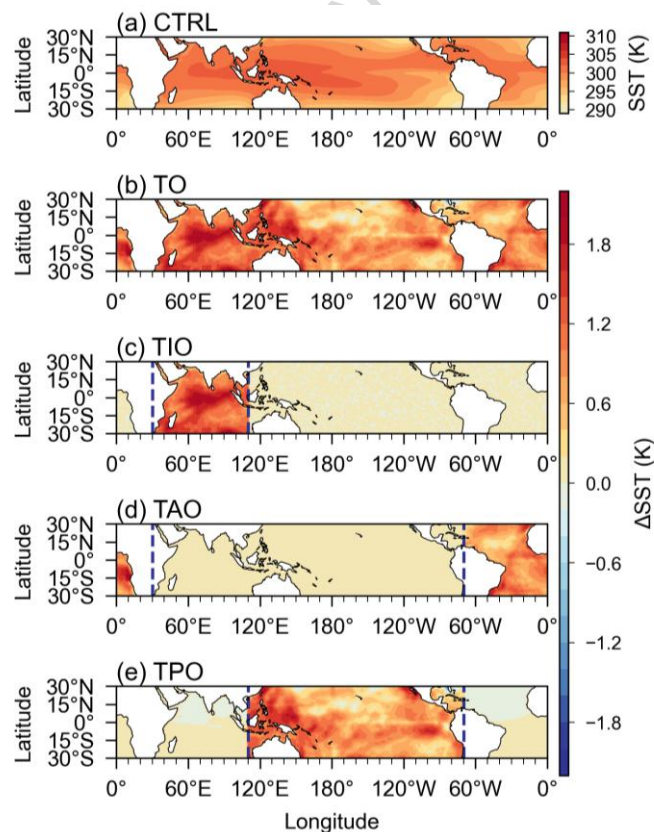 (a) CTRL
30°N
15°N
0°
15°S
30°S
Latitude
0° 60°E 120°E 180° 120°W 60°W 0°
310
305
300
295
290
SST (K)
(b) TO
30°N
15°N
0°
15°S
30°S
Latitude
0° 60°E 120°E 180° 120°W 60°W 0°
(c) TIO
30°N
15°N
0°
15°S
30°S
Latitude
0° 60°E 120°E 180° 120°W 60°W 0°
(d) TAO
30°N
15°N
0°
15°S
30°S
Latitude
0° 60°E 120°E 180° 120°W 60°W 0°
(e) TPO
30°N
15°N
0°
15°S
30°S
Latitude
0° 60°E 120°E 180° 120°W 60°W 0°
Longitude
1.8
1.2
0.6
0.0
−0.6
−1.2
−1.8
ΔSST (K)